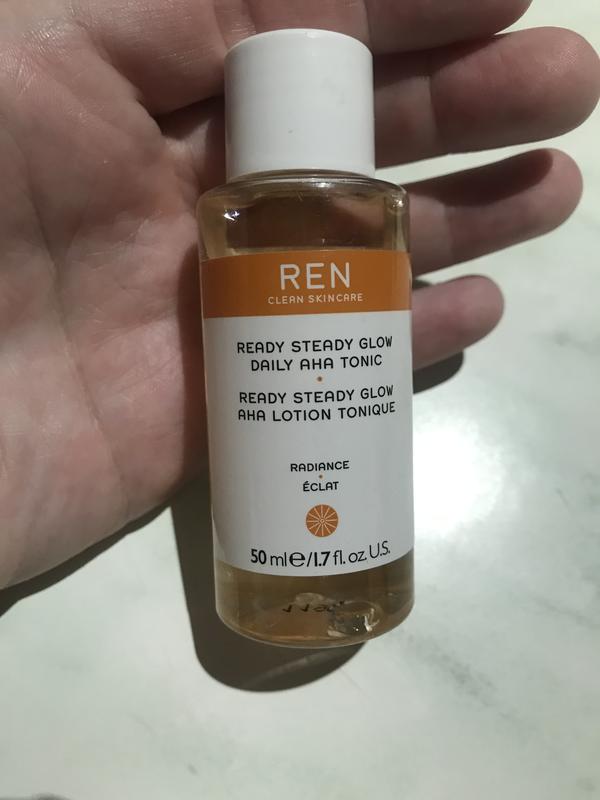 REN
CLEAN SKINCARE
READY STEADY GLOW
DAILY AHA TONIC
READY STEADY GLOW
AHA LOTION TONIQUE
RADIANCE
ÉCLAT
50 ml℮/1.7 fl. oz. U.S.